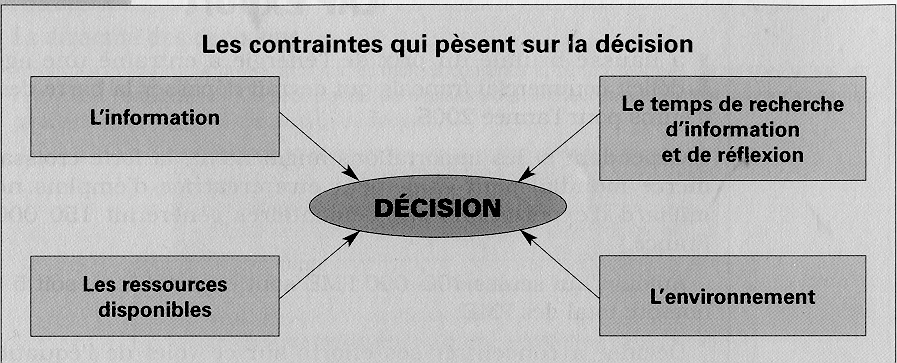 Les contraintes qui pèsent sur la décision
L'information
Le temps de recherche
d'information
et de réflexion
DÉCISION
Les ressources
disponibles
L'environnement